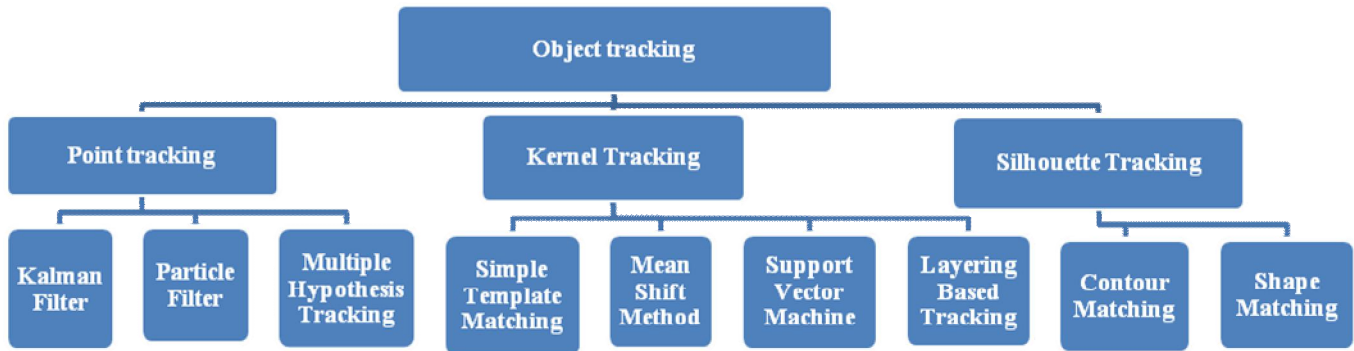 Object tracking
Point tracking
Kernel Tracking
Silhouette Tracking
Kalman
Filter
Particle
Filter
Multiple
Hypothesis
Tracking
Simple
Template
Matching
Mean
Shift
Method
Support
Vector
Machine
Layering
Based
Tracking
Contour
Matching
Shape
Matching